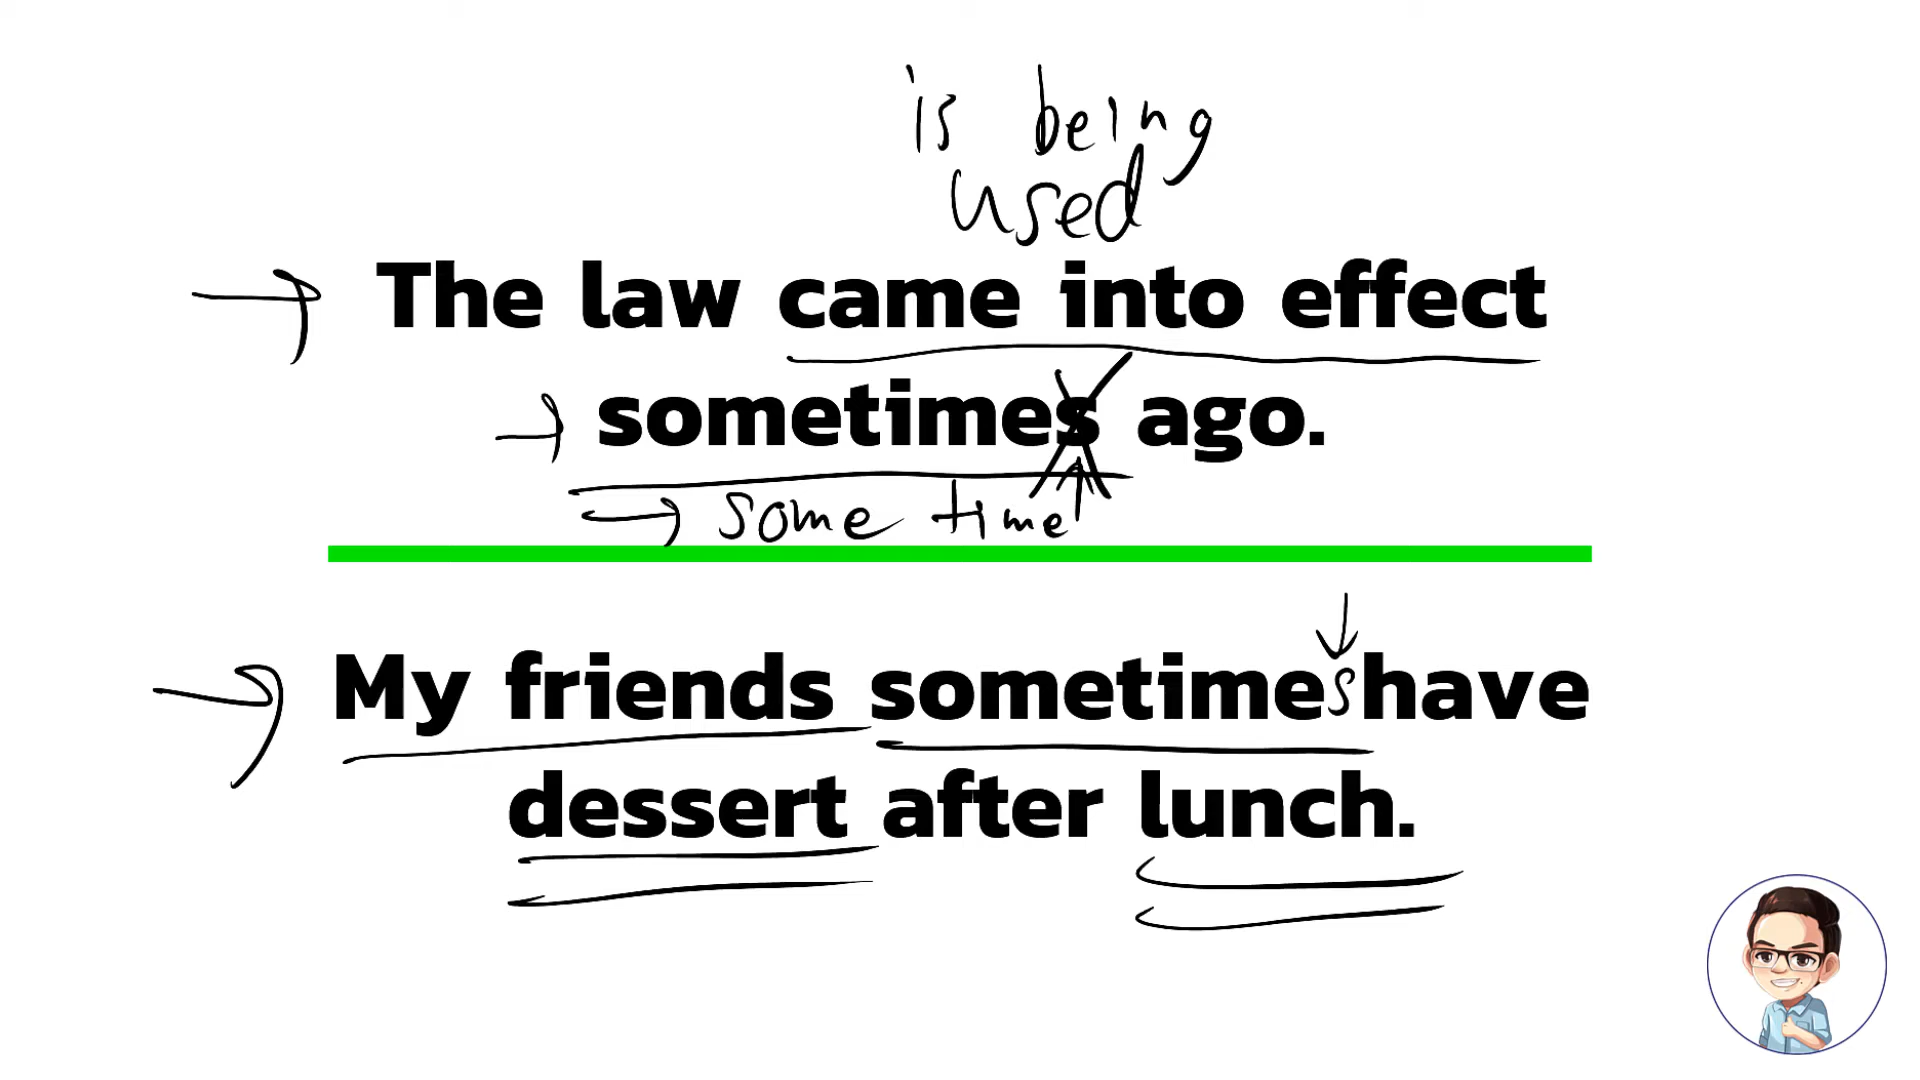 is being
used
The law came into effect
sometimes ago.
some time
My friends sometimes have
dessert after lunch.